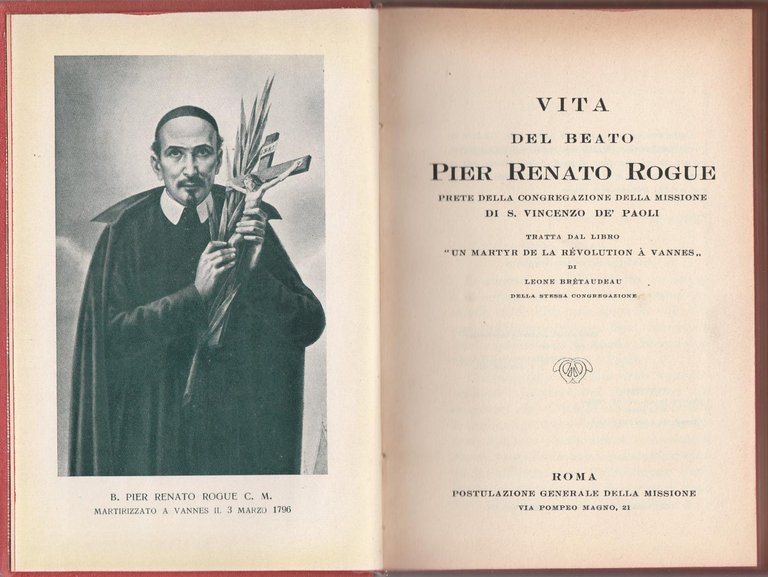 INRI
B. PIER RENATO ROGUE C. M.
MARTIRIZZATO A VANNES IL 3 MARZO 1796
VITA
DEL BEATO
PIER RENATO ROGUE
PRETE DELLA CONGREGAZIONE DELLA MISSIONE
DI S. VINCENZO DE' PAOLI
TRATTA DAL LIBRO
"UN MARTYR DE LA RÉVOLUTION À VANNES„
DI
LEONE BRÉTAUDEAU
DELLA STESSA CONGREGAZIONE
ROMA
POSTULAZIONE GENERALE DELLA MISSIONE
VIA POMPEO MAGNO, 21